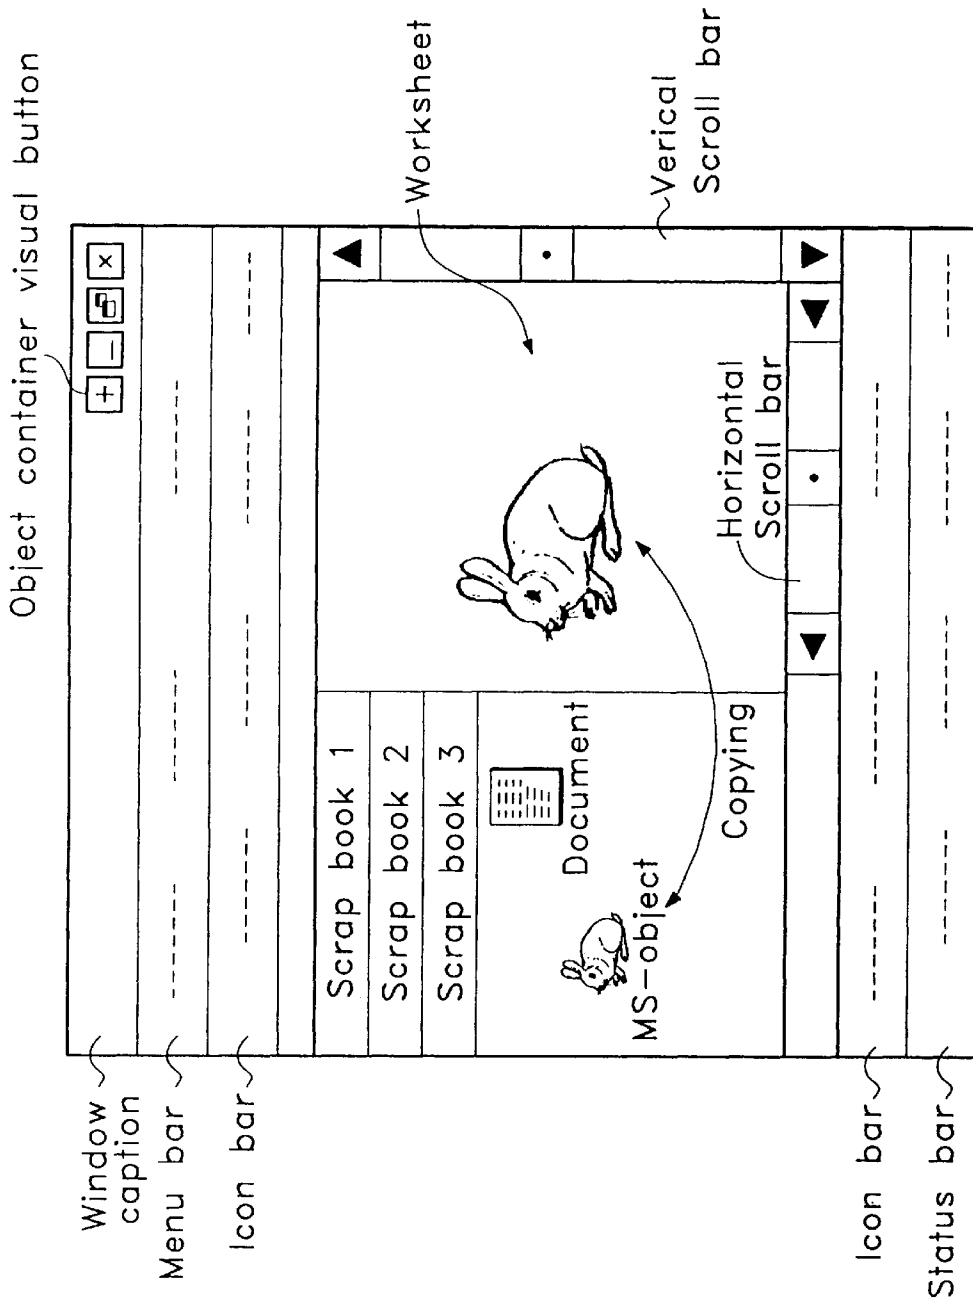 Object container visual button
Window
caption
Menu bar
Icon bar
Worksheet
Scrap book 1
Scrap book 2
Scrap book 3
Document
MS-object
Copying
Horizontal
Scroll bar
Verical
Scroll bar
Icon bar
Status bar